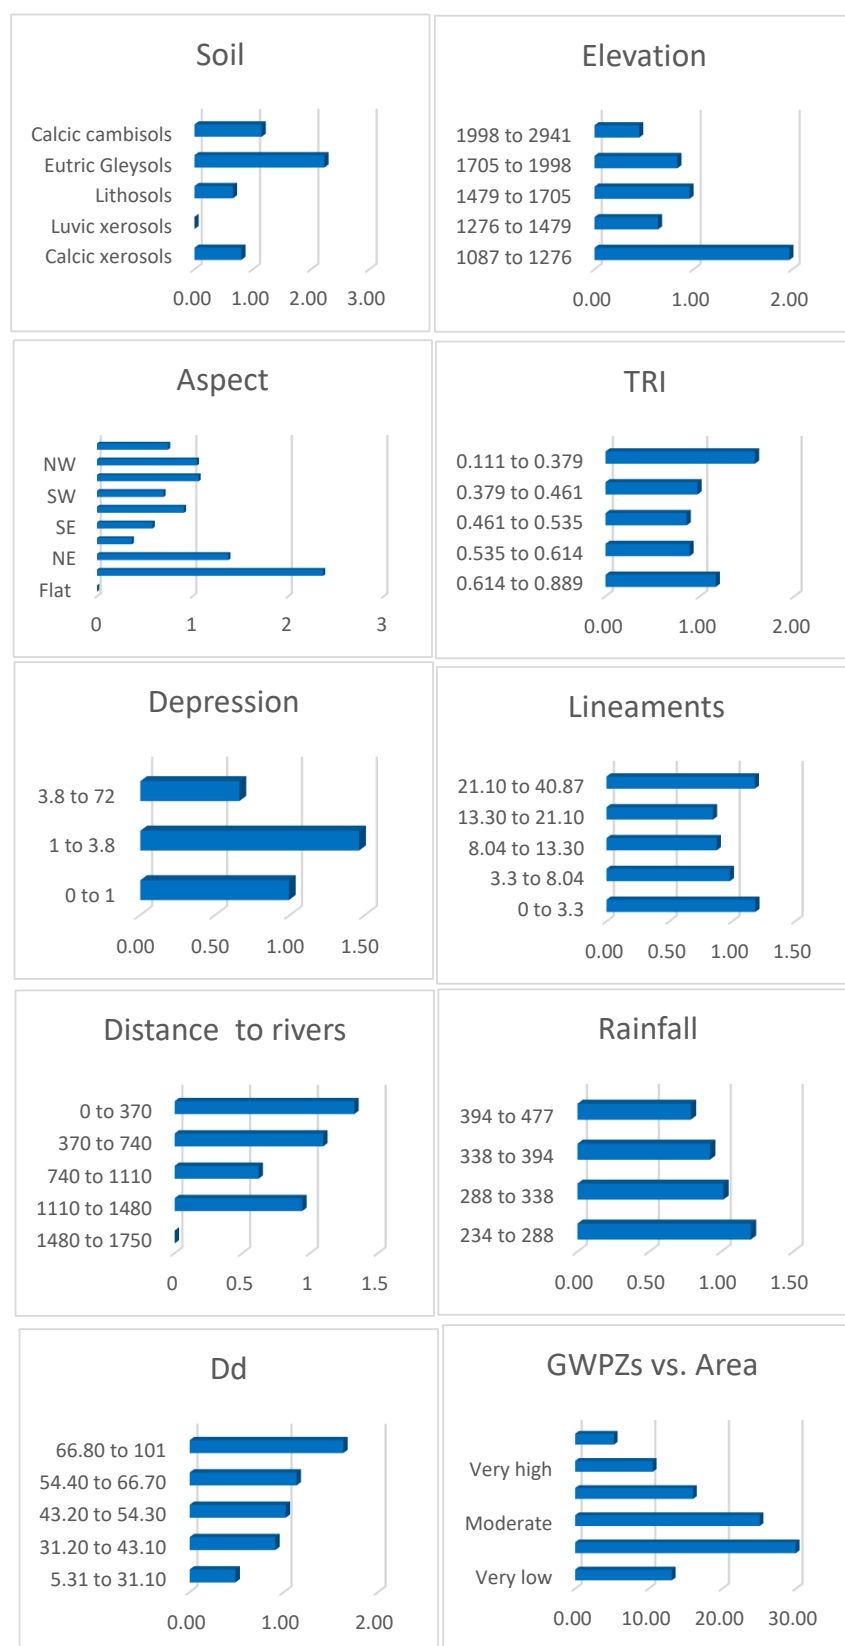 Soil
Calcic cambisols
Eutric Gleysols
Lithosols
Luvic xerosols
Calcic xerosols
0.00 1.00 2.00 3.00
Elevation
1998 to 2941
1705 to 1998
1479 to 1705
1276 to 1479
1087 to 1276
0.00 1.00 2.00
Aspect
NW
SW
SE
NE
Flat
0 1 2 3
TRI
0.111 to 0.379
0.379 to 0.461
0.461 to 0.535
0.535 to 0.614
0.614 to 0.889
0.00 1.00 2.00
Depression
3.8 to 72
1 to 3.8
0 to 1
0.00 0.50 1.00 1.50
Lineaments
21.10 to 40.87
13.30 to 21.10
8.04 to 13.30
3.3 to 8.04
0 to 3.3
0.00 0.50 1.00 1.50
Distance to rivers
0 to 370
370 to 740
740 to 1110
1110 to 1480
1480 to 1750
0 0.5 1 1.5
Rainfall
394 to 477
338 to 394
288 to 338
234 to 288
0.00 0.50 1.00 1.50
Dd
66.80 to 101
54.40 to 66.70
43.20 to 54.30
31.20 to 43.10
5.31 to 31.10
0.00 1.00 2.00
GWPZs vs. Area
Very high
Moderate
Very low
0.00 10.00 20.00 30.00